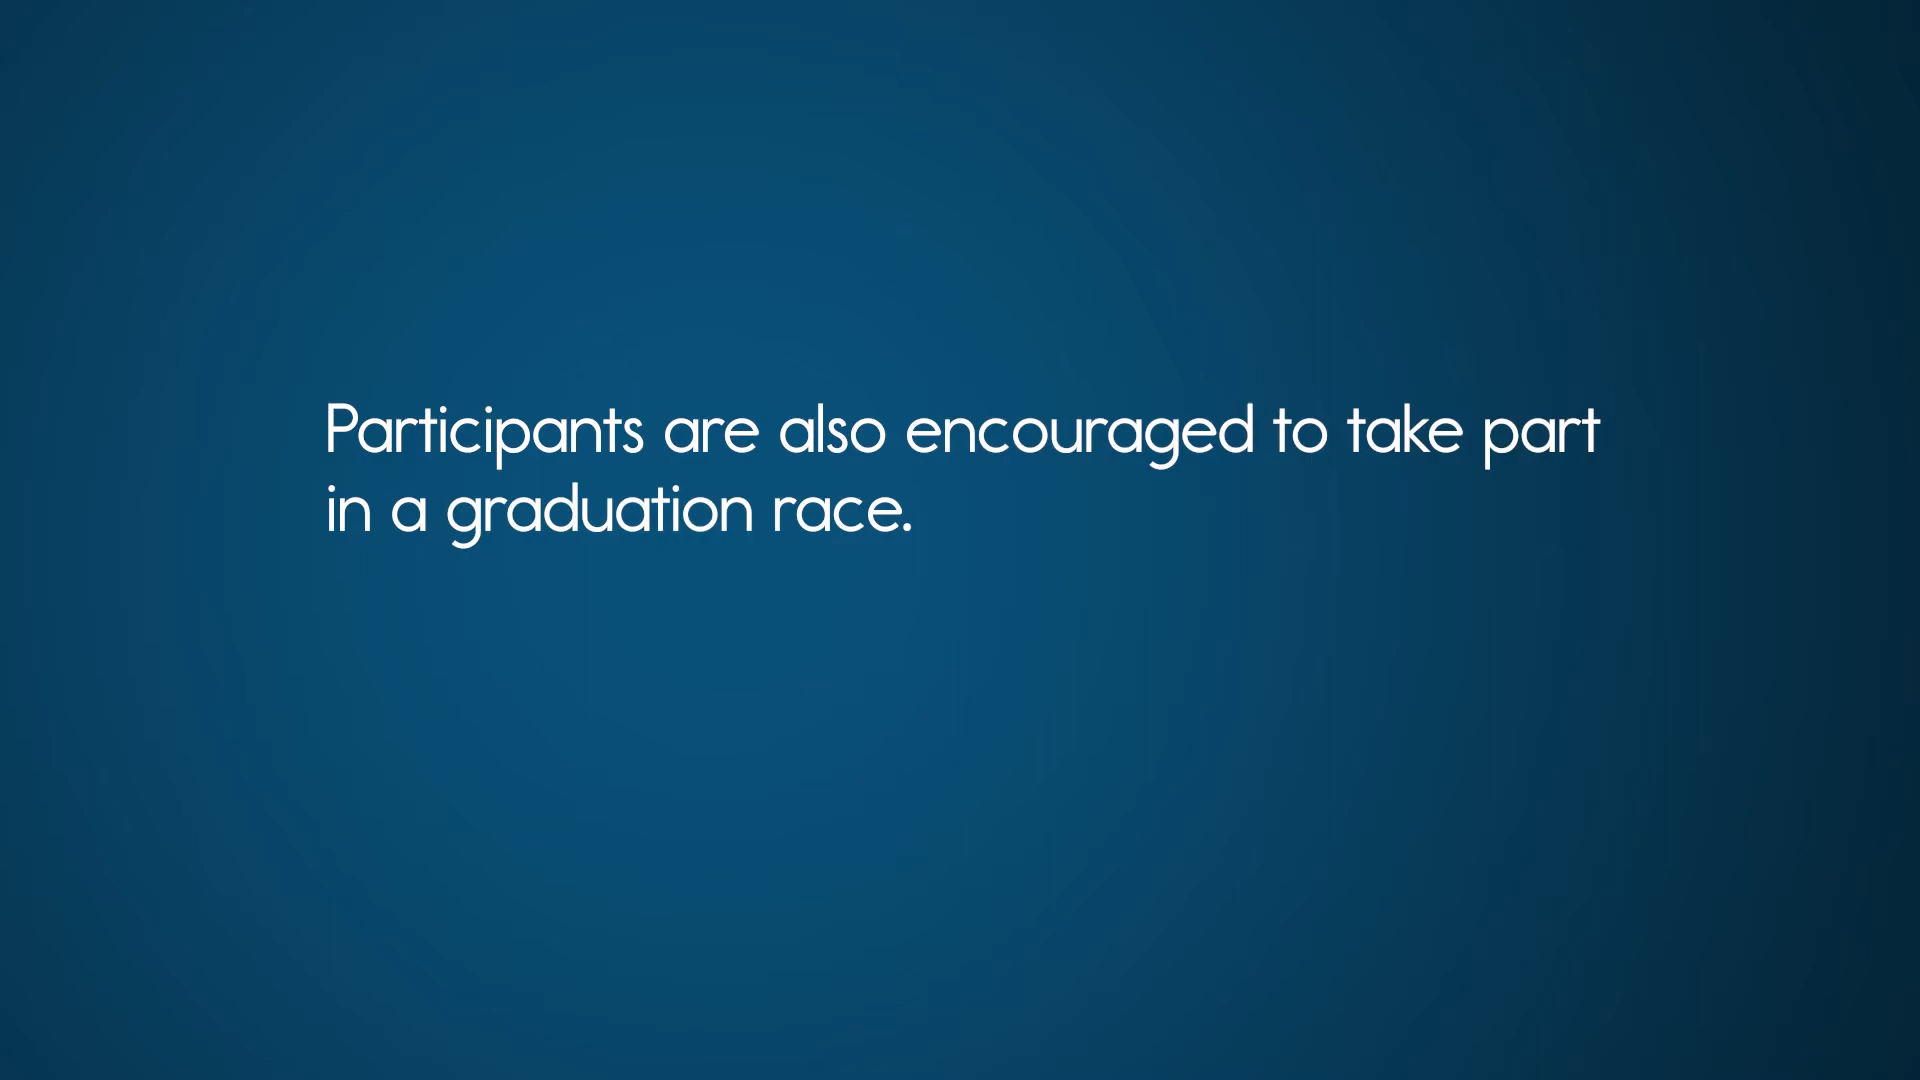 Participants are also encouraged to take part
in a graduation race.